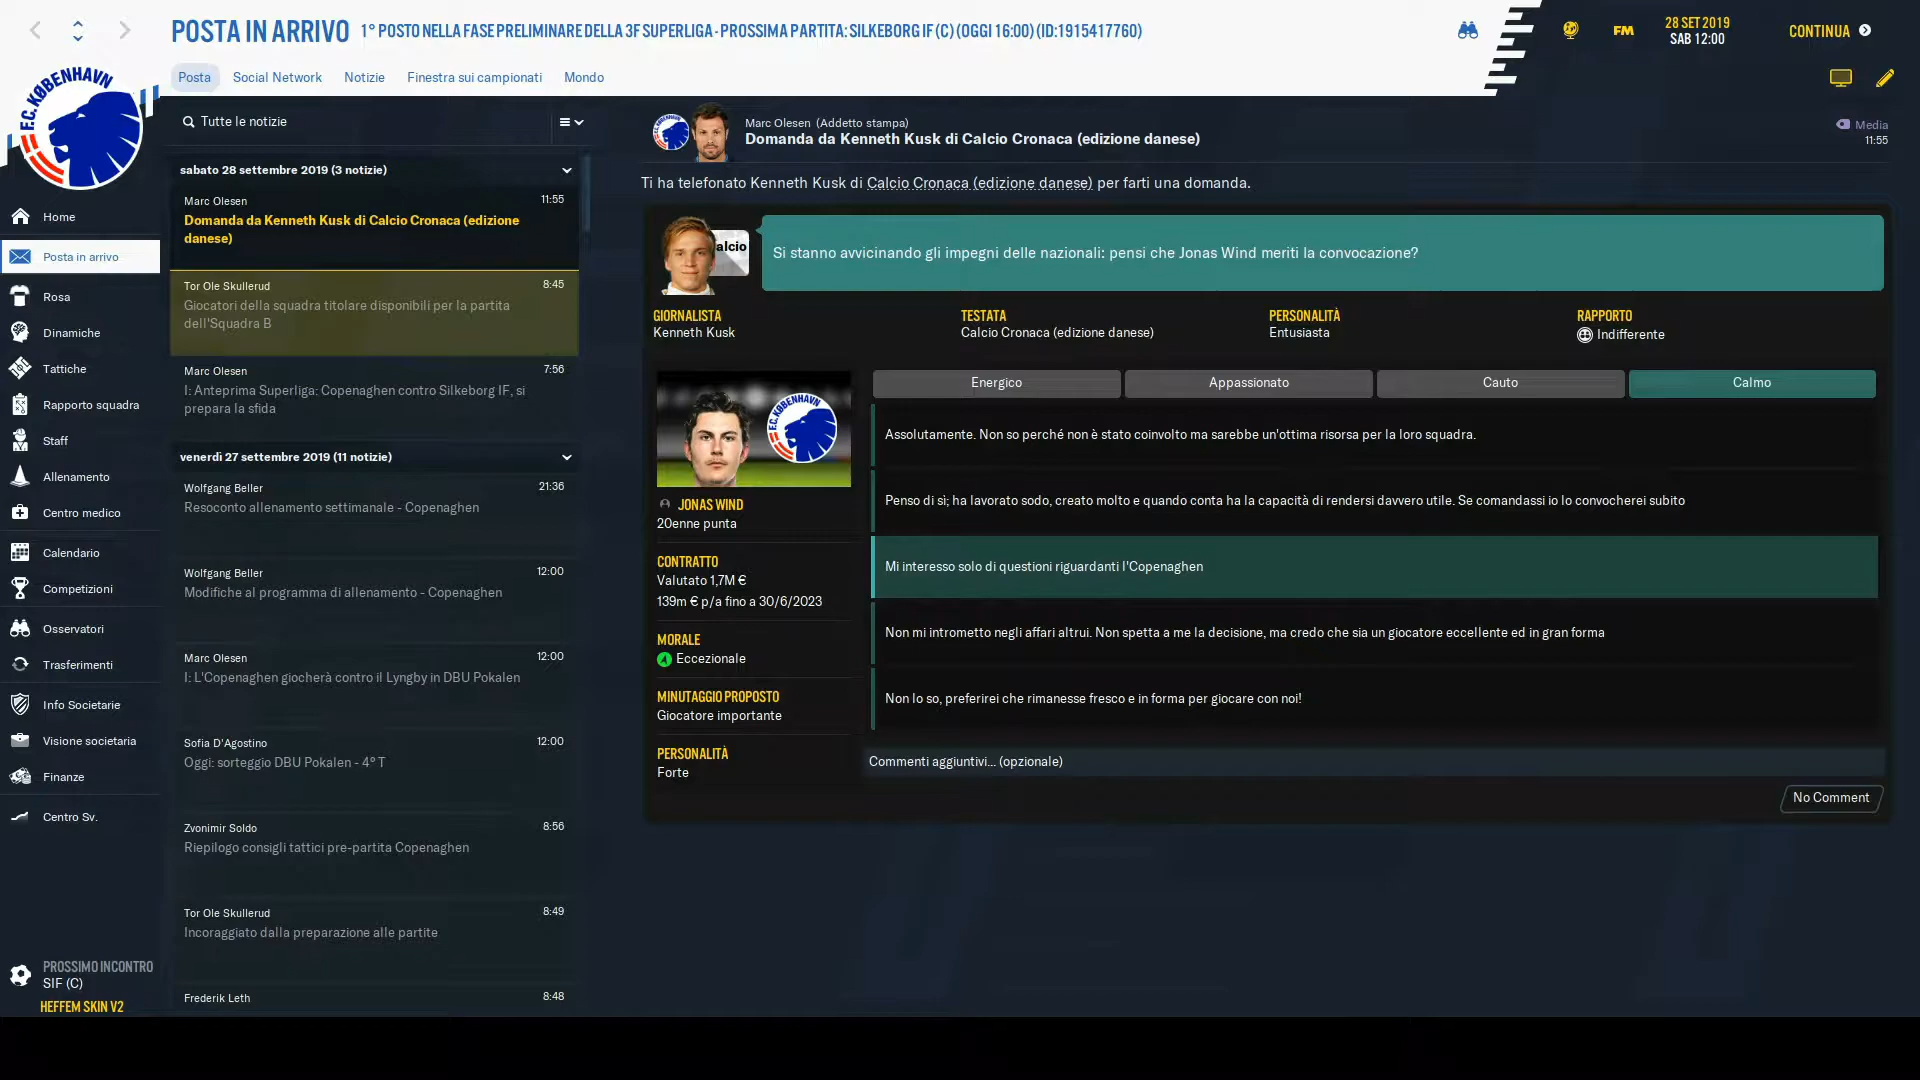 POSTA IN ARRIVO
1° POSTO NELLA FASE PRELIMINARE DELLA 3F SUPERLIGA - PROSSIMA PARTITA: SILKEBORG IF (C) (OGGI 16:00) (ID:1915417760)
FM
28 SET 2019
SAB 12:00
CONTINUA
Posta
Social Network
Notizie
Finestra sui campionati
Mondo
F.C. KØBENHAVN
Home
Posta in arrivo
Rosa
Dinamiche
Tattiche
Rapporto squadra
Staff
Allenamento
Centro medico
Calendario
Competizioni
Osservatori
Trasferimenti
Info Societarie
Visione societaria
Finanze
Centro Sv.
PROSSIMO INCONTRO
SIF (C)
HEFFEM SKIN V2
Tutte le notizie
sabato 28 settembre 2019 (3 notizie)
Marc Olesen 11:55
Domanda da Kenneth Kusk di Calcio Cronaca (edizione
danese)
Tor Ole Skullerud 8:45
Giocatori della squadra titolare disponibili per la partita
dell'Squadra B
Marc Olesen 7:56
I: Anteprima Superliga: Copenaghen contro Silkeborg IF, si
prepara la sfida
venerdì 27 settembre 2019 (11 notizie)
Wolfgang Beller 21:36
Resoconto allenamento settimanale - Copenaghen
Wolfgang Beller 12:00
Modifiche al programma di allenamento - Copenaghen
Marc Olesen 12:00
I: L'Copenaghen giocherà contro il Lyngby in DBU Pokalen
Sofia D'Agostino 12:00
Oggi: sorteggio DBU Pokalen - 4° T
Zvonimir Soldo 8:56
Riepilogo consigli tattici pre-partita Copenaghen
Tor Ole Skullerud 8:49
Incoraggiato dalla preparazione alle partite
Frederik Leth 8:48
Marc Olesen (Addetto stampa)
Domanda da Kenneth Kusk di Calcio Cronaca (edizione danese)
Media
11:55
Ti ha telefonato Kenneth Kusk di Calcio Cronaca (edizione danese) per farti una domanda.
alcio
Si stanno avvicinando gli impegni delle nazionali: pensi che Jonas Wind meriti la convocazione?
GIORNALISTA
Kenneth Kusk
TESTATA
Calcio Cronaca (edizione danese)
PERSONALITÀ
Entusiasta
RAPPORTO
Indifferente
F.C. KØBENHAVN
JONAS WIND
20enne punta
CONTRATTO
Valutato 1,7M €
139m € p/a fino a 30/6/2023
MORALE
Eccezionale
MINUTAGGIO PROPOSTO
Giocatore importante
PERSONALITÀ
Forte
Energico
Appassionato
Cauto
Calmo
Assolutamente. Non so perché non è stato coinvolto ma sarebbe un'ottima risorsa per la loro squadra.
Penso di sì; ha lavorato sodo, creato molto e quando conta ha la capacità di rendersi davvero utile. Se comandassi io lo convocherei subito
Mi interesso solo di questioni riguardanti l'Copenaghen
Non mi intrometto negli affari altrui. Non spetta a me la decisione, ma credo che sia un giocatore eccellente ed in gran forma
Non lo so, preferirei che rimanesse fresco e in forma per giocare con noi!
Commenti aggiuntivi... (opzionale)
No Comment